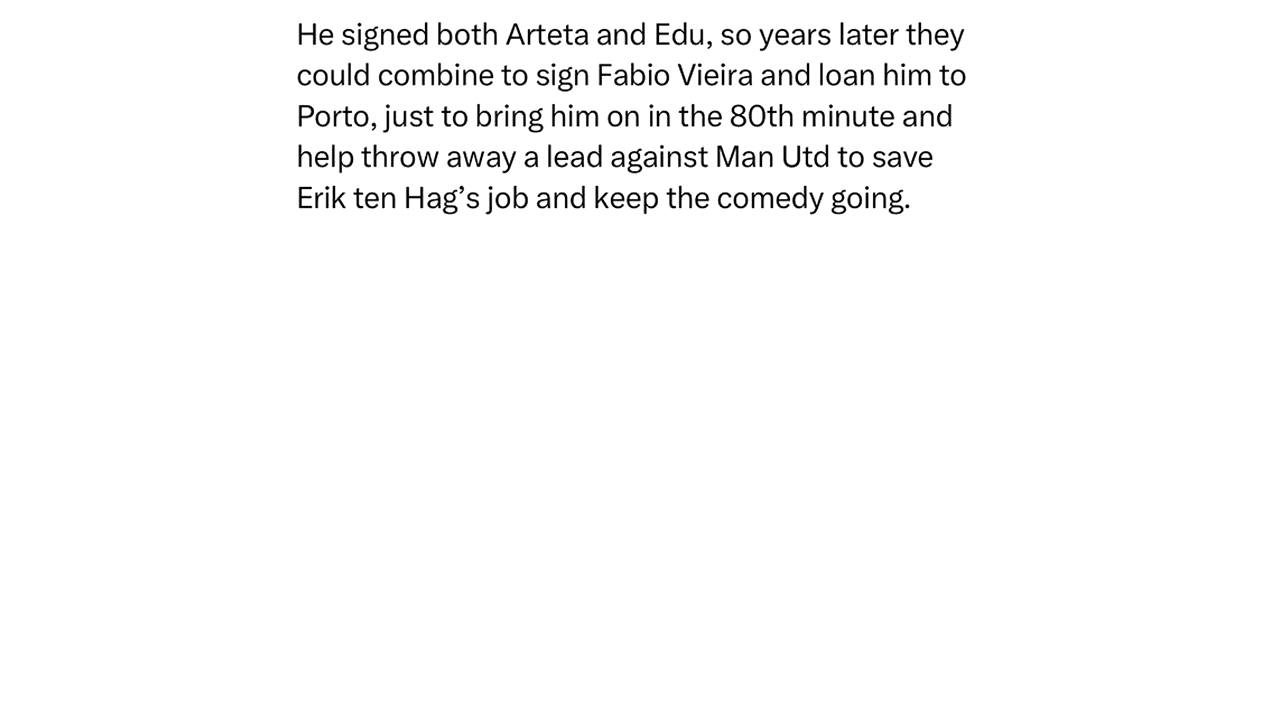 He signed both Arteta and Edu, so years later they
could combine to sign Fabio Vieira and loan him to
Porto, just to bring him on in the 80th minute and
help throw away a lead against Man Utd to save
Erik ten Hag’s job and keep the comedy going.